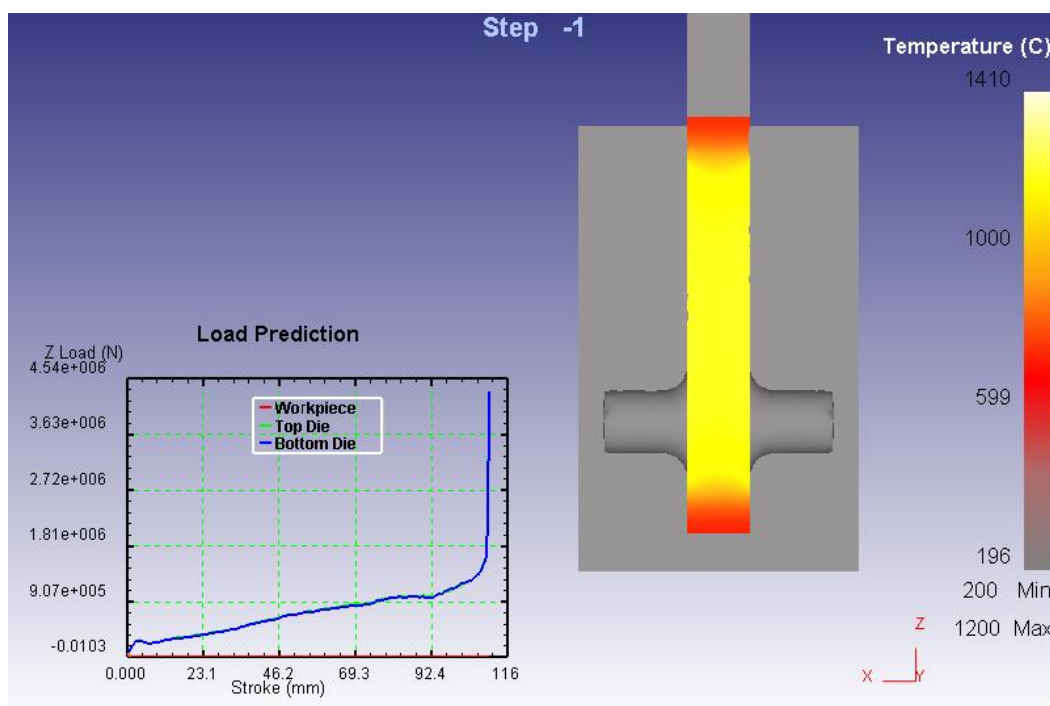 Step -1
Temperature (C)
1410
1000
599
196
200 Min
1200 Max
Load Prediction
Z Load (N)
4.54e+006
3.63e+006
2.72e+006
1.81e+006
9.07e+005
-0.0103
Workpiece
Top Die
Bottom Die
0.000 23.1 46.2 69.3 92.4 116
Stroke (mm)
Z
X Y